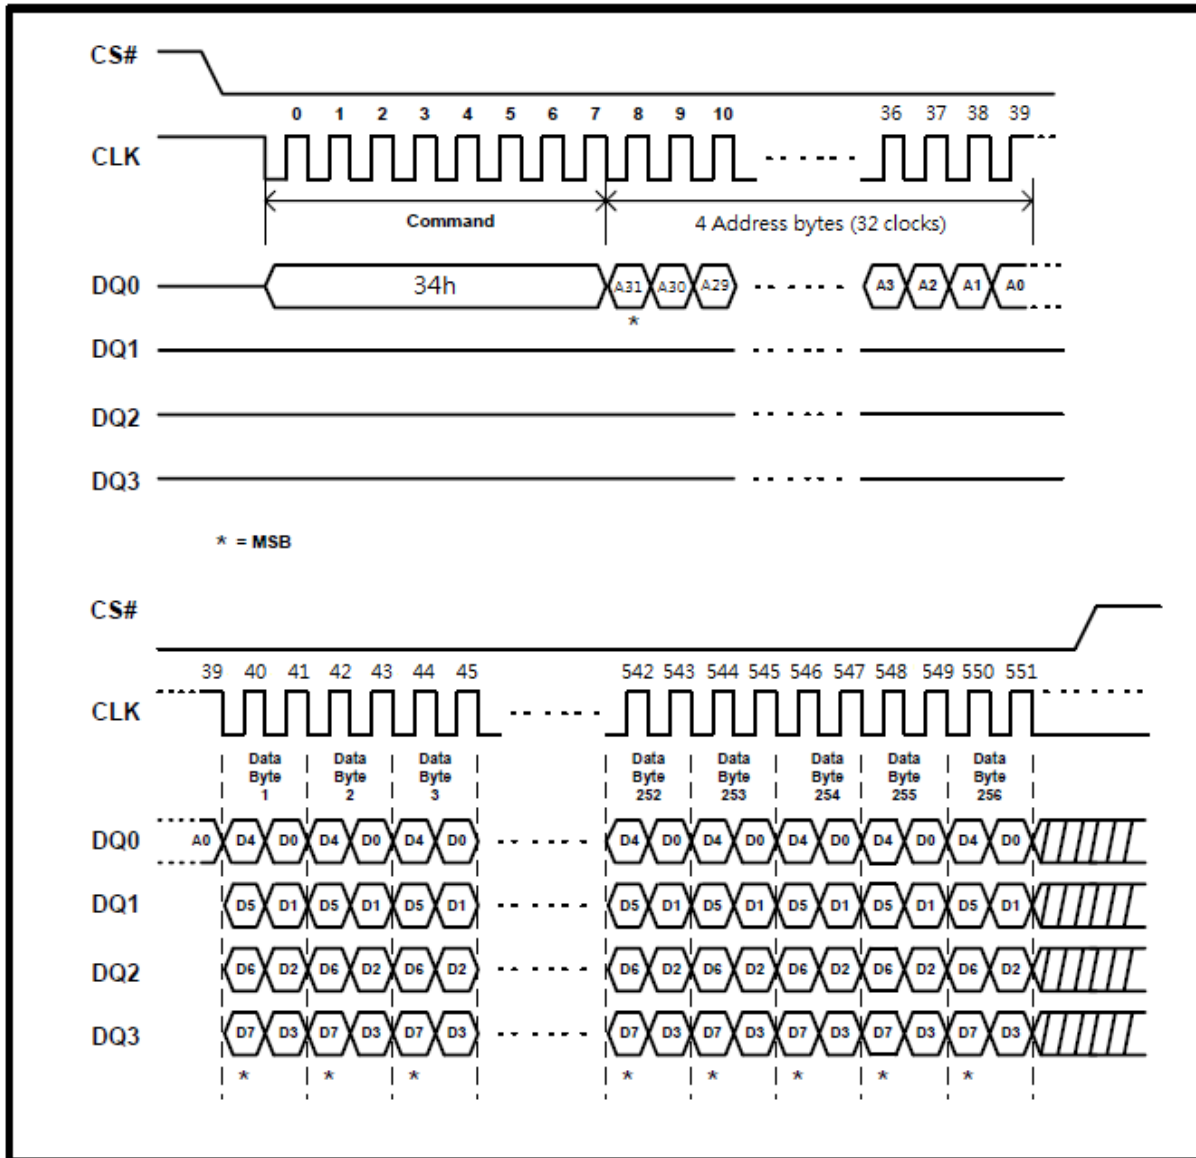 CS#
0 1 2 3 4 5 6 7 8 9 10 36 37 38 39
CLK
Command 4 Address bytes (32 clocks)
DQ0 34h A31 A30 A29 A3 A2 A1 A0
*
DQ1
DQ2
DQ3
* = MSB
CS#
39 40 41 42 43 44 45 542 543 544 545 546 547 548 549 550 551
CLK
Data Data Data Data Data Data Data Data
Byte Byte Byte Byte Byte Byte Byte Byte
1 2 3 252 253 254 255 256
DQ0 A0 D4 D0 D4 D0 D4 D0 D4 D0 D4 D0 D4 D0 D4 D0 D4 D0
DQ1 D5 D1 D5 D1 D5 D1 D5 D1 D5 D1 D5 D1 D5 D1 D5 D1
DQ2 D6 D2 D6 D2 D6 D2 D6 D2 D6 D2 D6 D2 D6 D2 D6 D2
DQ3 D7 D3 D7 D3 D7 D3 D7 D3 D7 D3 D7 D3 D7 D3 D7 D3
* * * * * * * *